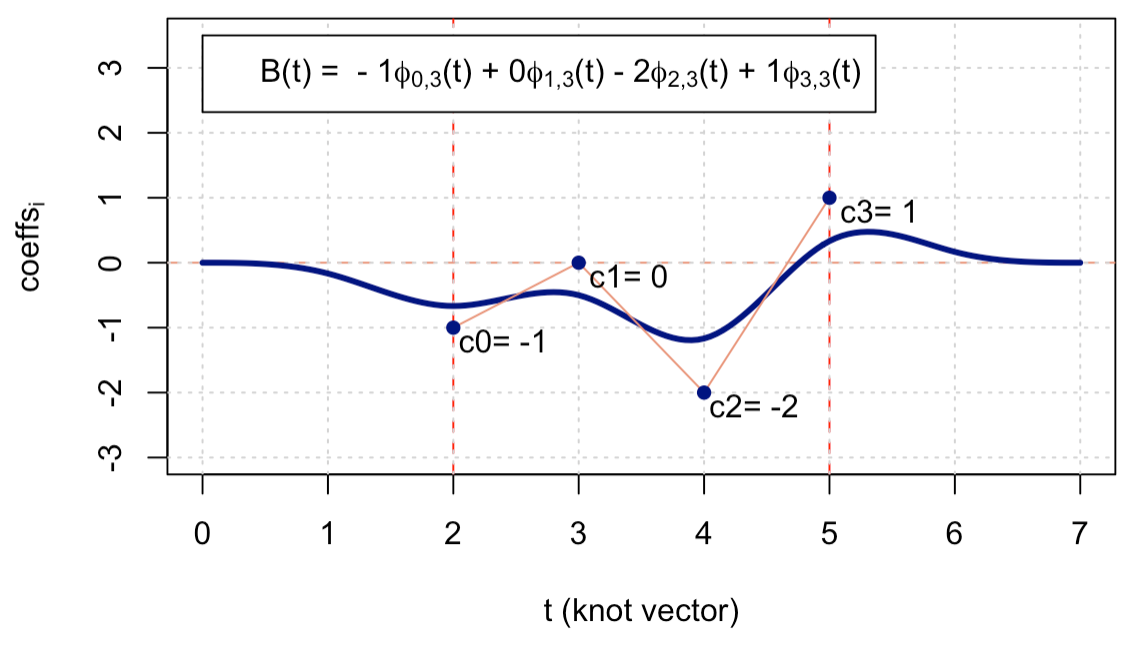 B(t) = - 1ϕ0,3(t) + 0ϕ1,3(t) - 2ϕ2,3(t) + 1ϕ3,3(t)
coeffsi
3
2
1
0
-1
-2
-3
c3= 1
c1= 0
c0= -1
c2= -2
0 1 2 3 4 5 6 7
t (knot vector)